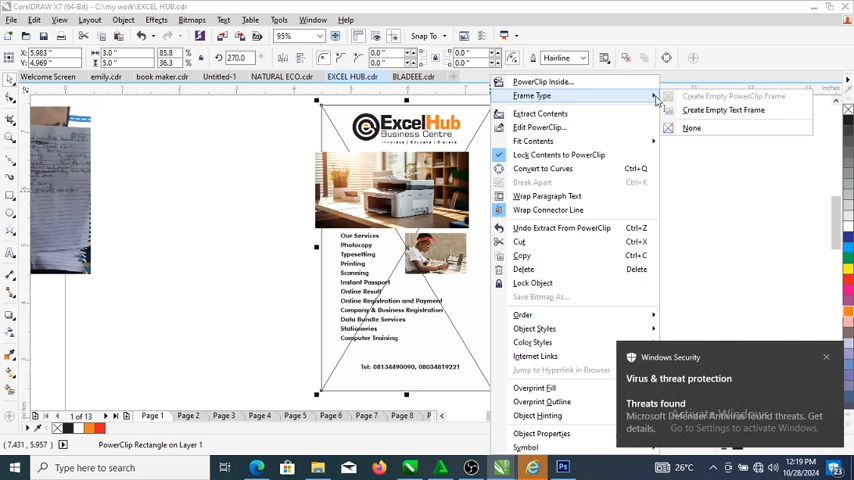 CorelDRAW X7 (64-Bit) - C:\my work\EXCEL HUB.cdr
File Edit View Layout Object Effects Bitmaps Text Table Tools Window Help
95% Snap To
X: 5.983 " 3.0 " 85.8 % 270.0 0.0 " 0.0 " Hairline
Y: 4.969 " 5.0 " 36.3 % 0.0 " 0.0 "
Welcome Screen emily.cdr book maker.cdr Untitled-1 NATURAL ECO.cdr EXCEL HUB.cdr BLADEEE.cdr
ExcelHub
Business Centre
Innovate | Educate | Elevate
Our Services
Photocopy
Typesetting
Printing
Scanning
Instant Passport
Online Result
Online Registration and Payment
Company & Business Registration
Data Bundle Services
Stationeries
Computer Training
Tel: 08134490090, 08034819221
PowerClip Inside...
Frame Type
Extract Contents
Edit PowerClip...
Fit Contents
Lock Contents to PowerClip
Convert to Curves Ctrl+Q
Break Apart Ctrl+K
Wrap Paragraph Text
Wrap Connector Line
Undo Extract From PowerClip Ctrl+Z
Cut Ctrl+X
Copy Ctrl+C
Delete Delete
Lock Object
Save Bitmap As...
Order
Object Styles
Color Styles
Internet Links
Jump to Hyperlink in Browser
Overprint Fill
Overprint Outline
Object Hinting
Object Properties
Symbol
Create Empty PowerClip Frame
Create Empty Text Frame
None
Windows Security
Virus & threat protection
Threats found
Microsoft Defender Antivirus found threats. Get
details.
Activate Windows
Go to Settings to activate Windows.
1 of 13 Page 1 Page 2 Page 3 Page 4 Page 5 Page 6 Page 7 Page 8
(7.431, 5.957) PowerClip Rectangle on Layer 1
Type here to search
26°C
12:19 PM
10/28/2024
23